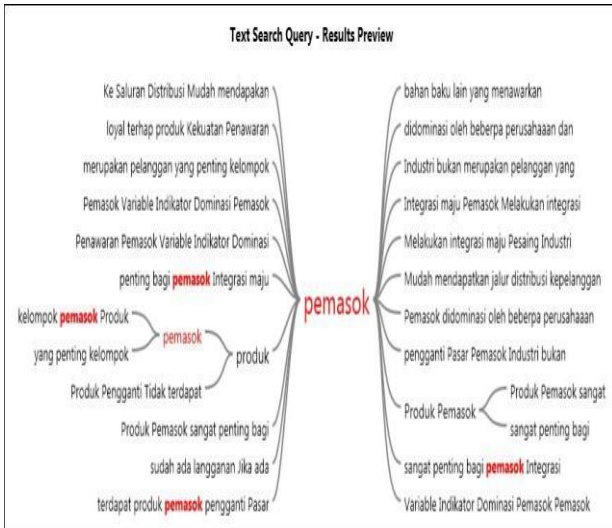 Text Search Query - Results Preview
Ke Saluran Distribusi Mudah mendapakan
loyal terhap produk Kekuatan Penawaran
merupakan pelanggan yang penting kelompok
Pemasok Variable Indikator Dominasi Pemasok
Penawaran Pemasok Variable Indikator Dominasi
penting bagi pemasok Integrasi maju
kelompok pemasok Produk
yang penting kelompok
pemasok
produk
Produk Pengganti Tidak terdapat
Produk Pemasok sangat penting bagi
sudah ada langganan Jika ada
terdapat produk pemasok pengganti Pasar
pemasok
bahan baku lain yang menawarkan
didominasi oleh beberpa perusahaaan dan
Industri bukan merupakan pelanggan yang
Integrasi maju Pemasok Melakukan integrasi
Melakukan integrasi maju Pesaing Industri
Mudah mendapatkan jalur distribusi kepelanggan
Pemasok didominasi oleh beberpa perusahaaan
pengganti Pasar Pemasok Industri bukan
Produk Pemasok
Produk Pemasok sangat
sangat penting bagi
sangat penting bagi pemasok Integrasi
Variable Indikator Dominasi Pemasok Pemasok